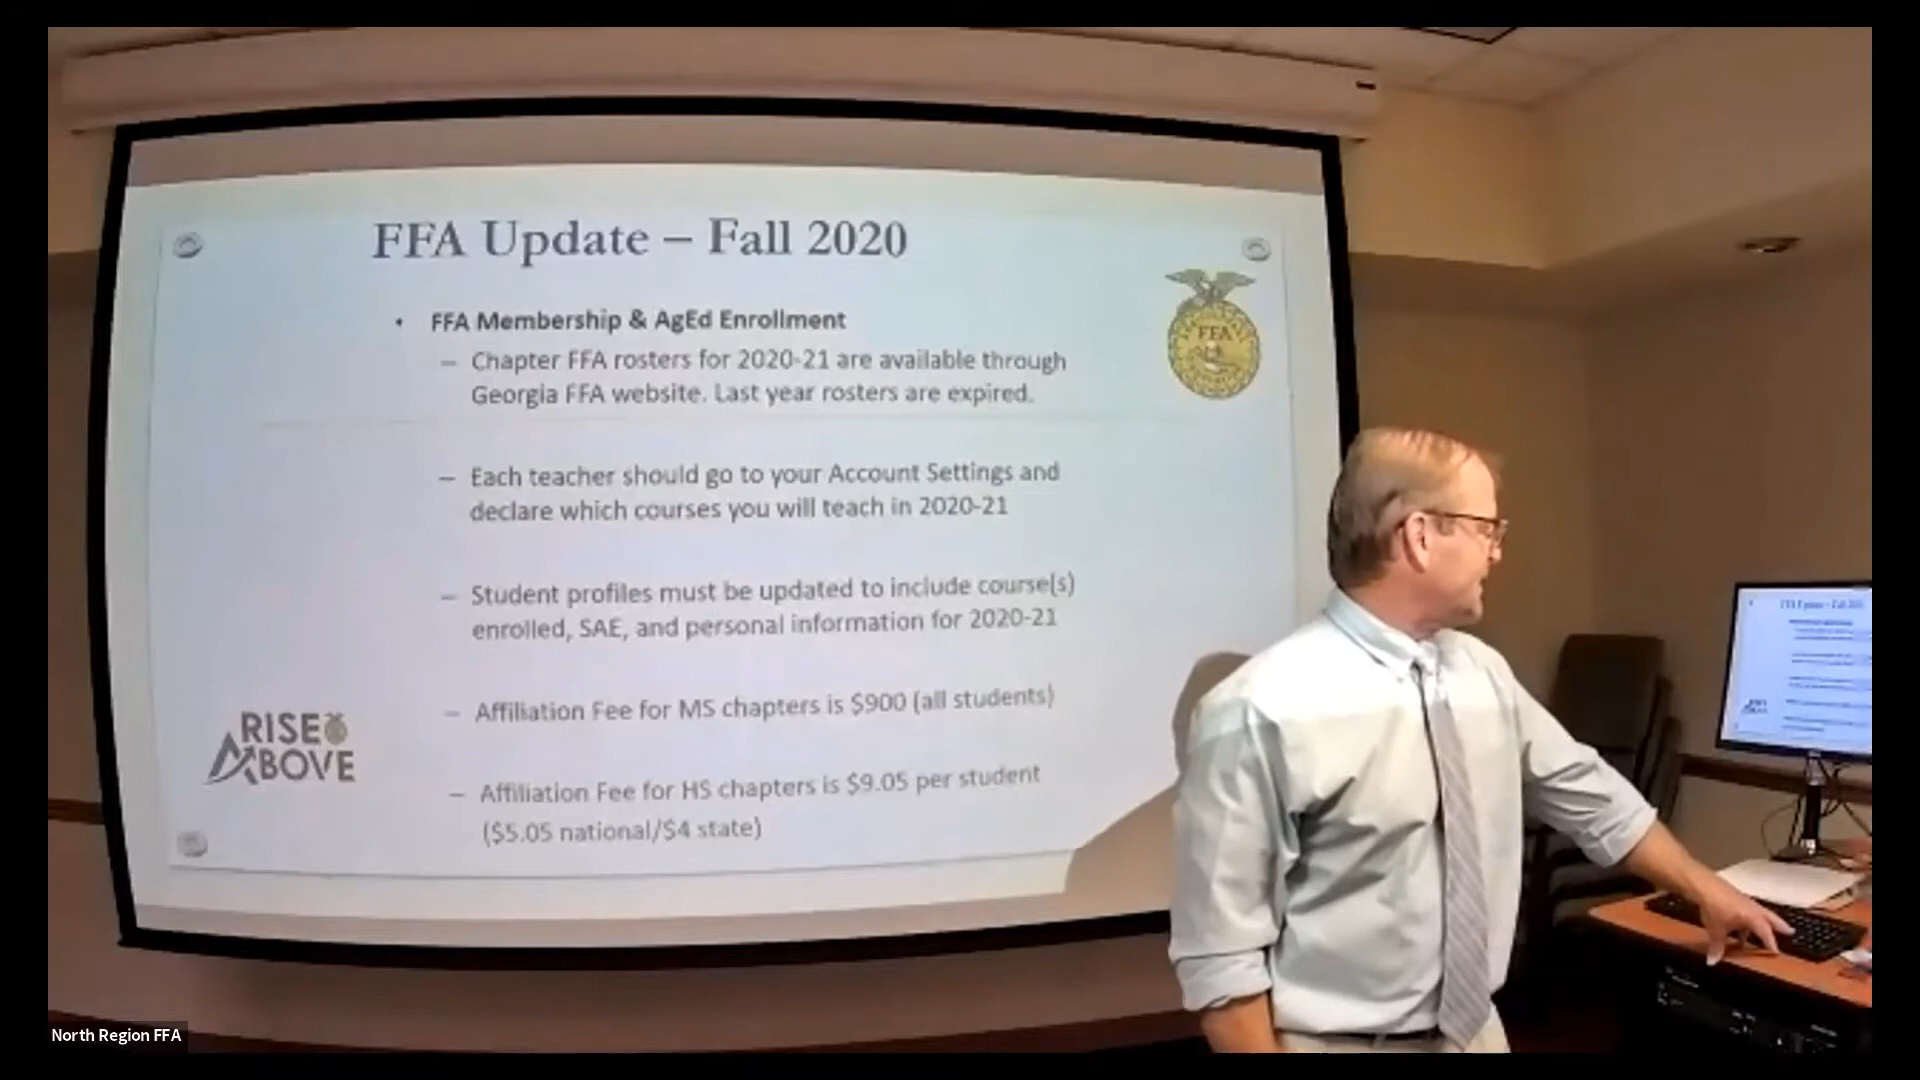 FFA Update – Fall 2020
• FFA Membership & AgEd Enrollment
– Chapter FFA rosters for 2020-21 are available through
Georgia FFA website. Last year rosters are expired.
– Each teacher should go to your Account Settings and
declare which courses you will teach in 2020-21
– Student profiles must be updated to include course(s)
enrolled, SAE, and personal information for 2020-21
– Affiliation Fee for MS chapters is $900 (all students)
– Affiliation Fee for HS chapters is $9.05 per student
($5.05 national/$4 state)
FFA
RISE
ABOVE
FFA Update – Fall
North Region FFA